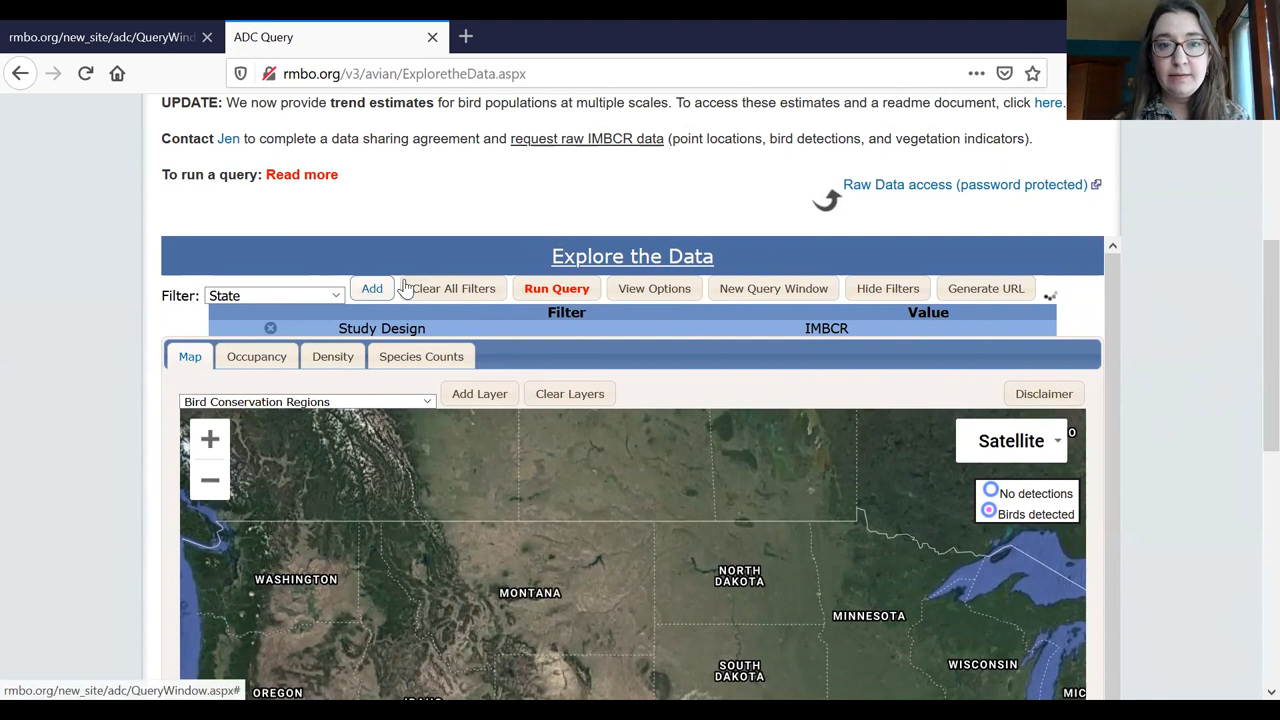 rmbo.org/new_site/adc/QueryWind
ADC Query
rmbo.org/v3/avian/ExploretheData.aspx
UPDATE: We now provide trend estimates for bird populations at multiple scales. To access these estimates and a readme document, click here.
Contact Jen to complete a data sharing agreement and request raw IMBCR data (point locations, bird detections, and vegetation indicators).
To run a query: Read more
Raw Data access (password protected)
Explore the Data
Filter: State Add Clear All Filters Run Query View Options New Query Window Hide Filters Generate URL
Filter Value
Study Design IMBCR
Map Occupancy Density Species Counts
Bird Conservation Regions Add Layer Clear Layers Disclaimer
+
Satellite
−
No detections
Birds detected
WASHINGTON
MONTANA
NORTH
DAKOTA
MINNESOTA
SOUTH
DAKOTA
WISCONSIN
OREGON
MIC
rmbo.org/new_site/adc/QueryWindow.aspx#